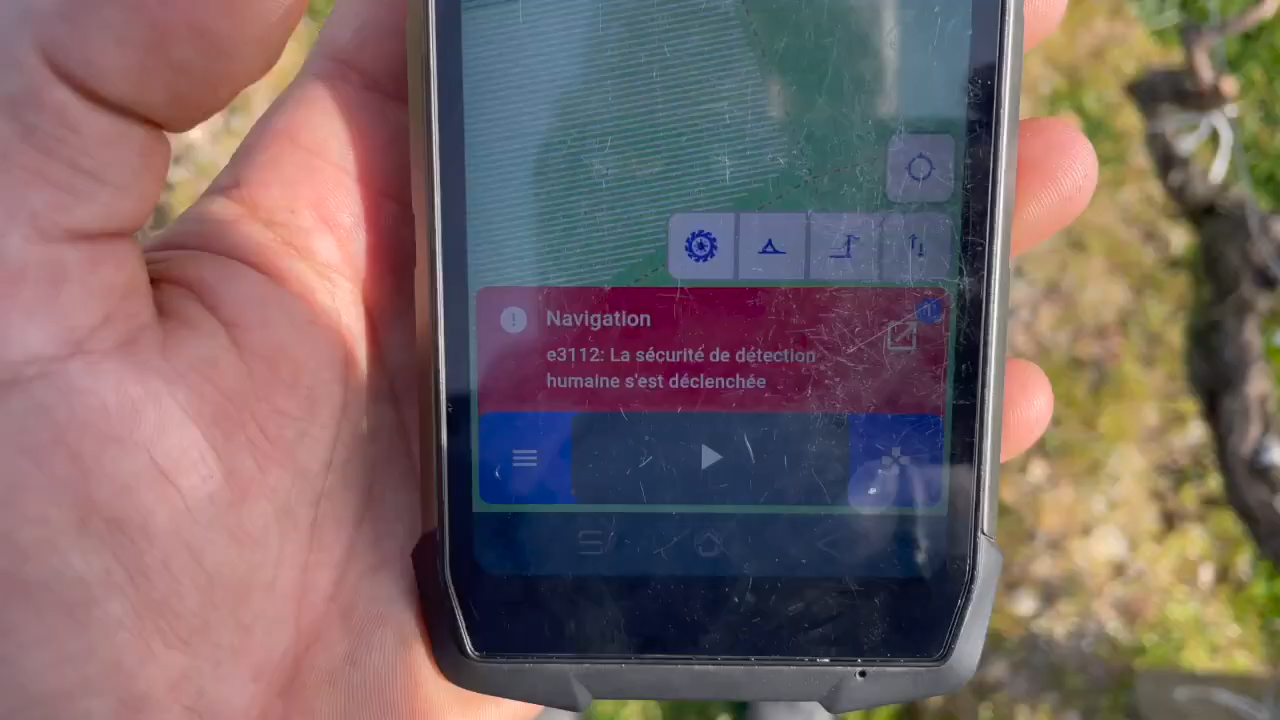 Navigation
e3112: La sécurité de détection
humaine s'est déclenchée